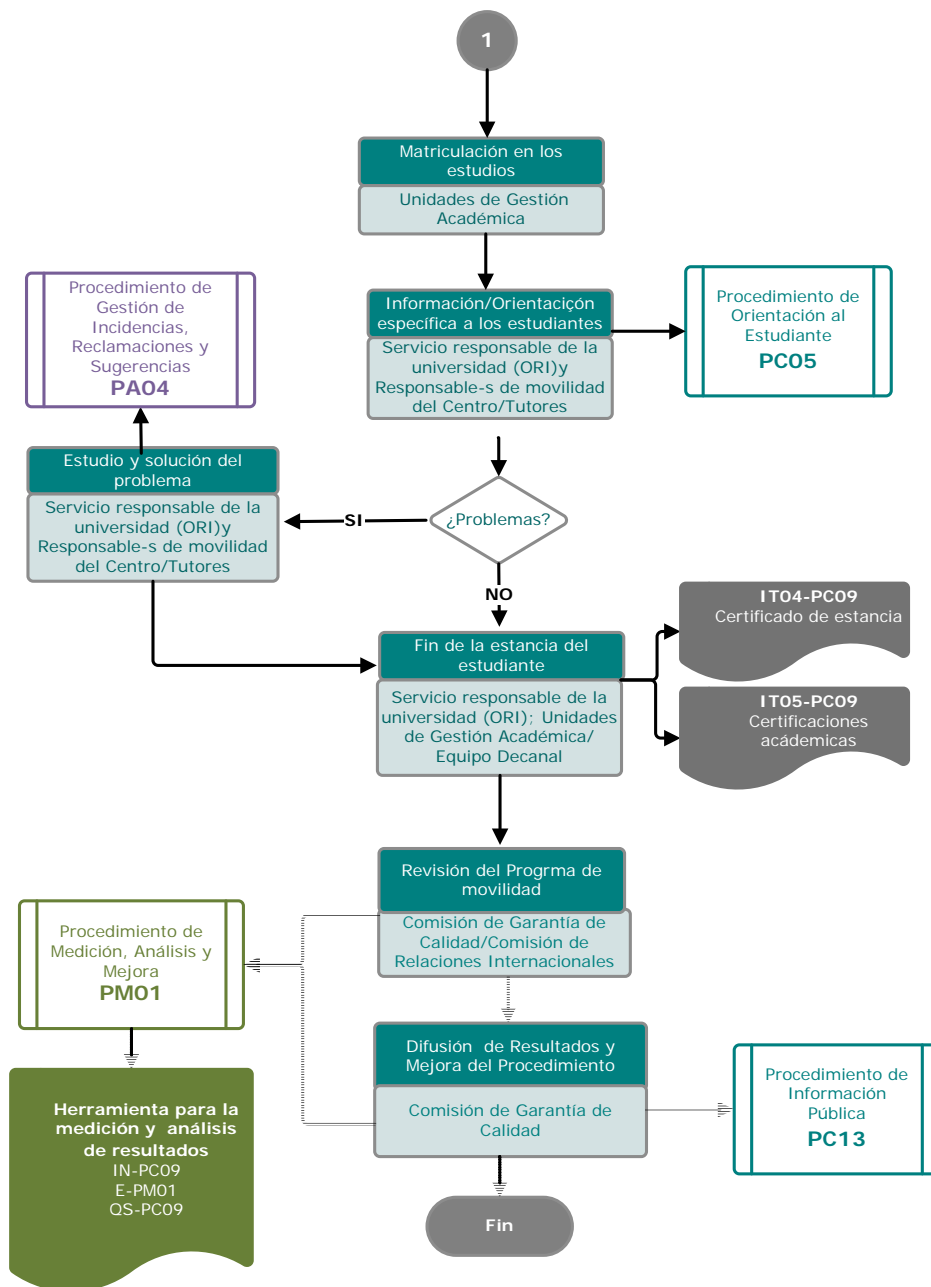 1
Matriculación en los
estudios
Unidades de Gestión
Académica
Procedimiento de
Gestión de
Incidencias,
Reclamaciones y
Sugerencias
PA04
Información/Orientaciçón
específica a los estudiantes
Servicio responsable de la
universidad (ORI)y
Responsable-s de movilidad
del Centro/Tutores
Procedimiento de
Orientación al
Estudiante
PC05
Estudio y solución del
problema
Servicio responsable de la
universidad (ORI)y
Responsable-s de movilidad
del Centro/Tutores
SI
¿Problemas?
NO
Fin de la estancia del
estudiante
Servicio responsable de la
universidad (ORI); Unidades
de Gestión Académica/
Equipo Decanal
IT04-PC09
Certificado de estancia
IT05-PC09
Certificaciones
acádemicas
Revisión del Progrma de
movilidad
Comisión de Garantía de
Calidad/Comisión de
Relaciones Internacionales
Procedimiento de
Medición, Análisis y
Mejora
PM01
Difusión de Resultados y
Mejora del Procedimiento
Comisión de Garantía de
Calidad
Procedimiento de
Información
Pública
PC13
Herramienta para la
medición y análisis
de resultados
IN-PC09
E-PM01
QS-PC09
Fin